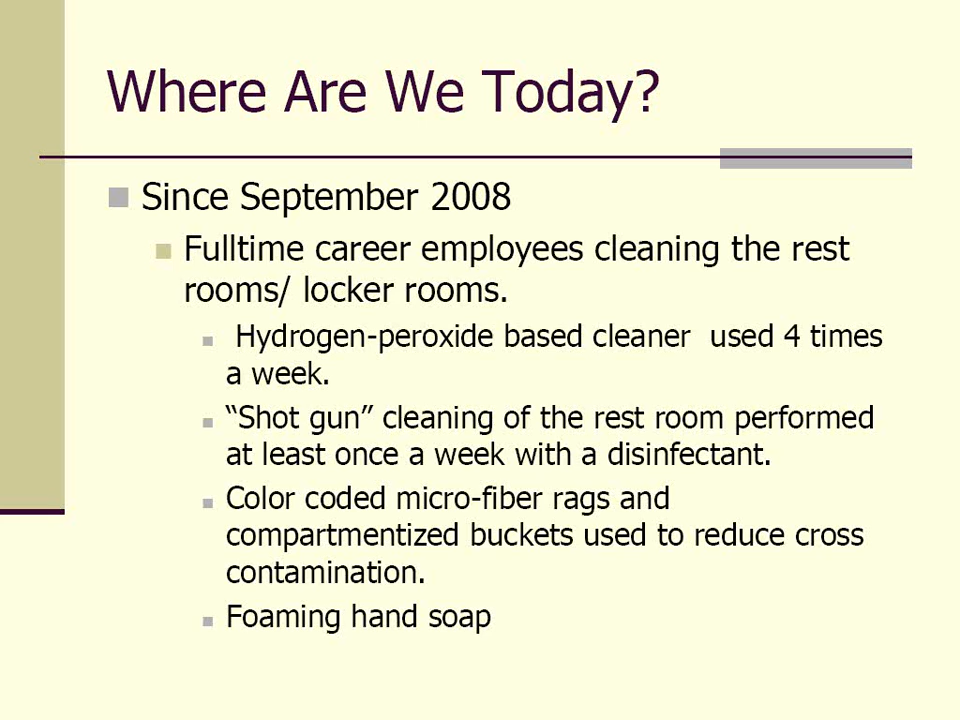 Where Are We Today?
Since September 2008
Fulltime career employees cleaning the rest
rooms/ locker rooms.
Hydrogen-peroxide based cleaner  used 4 times
a week.
“Shot gun” cleaning of the rest room performed
at least once a week with a disinfectant.
Color coded micro-fiber rags and
compartmentized buckets used to reduce cross
contamination.
Foaming hand soap